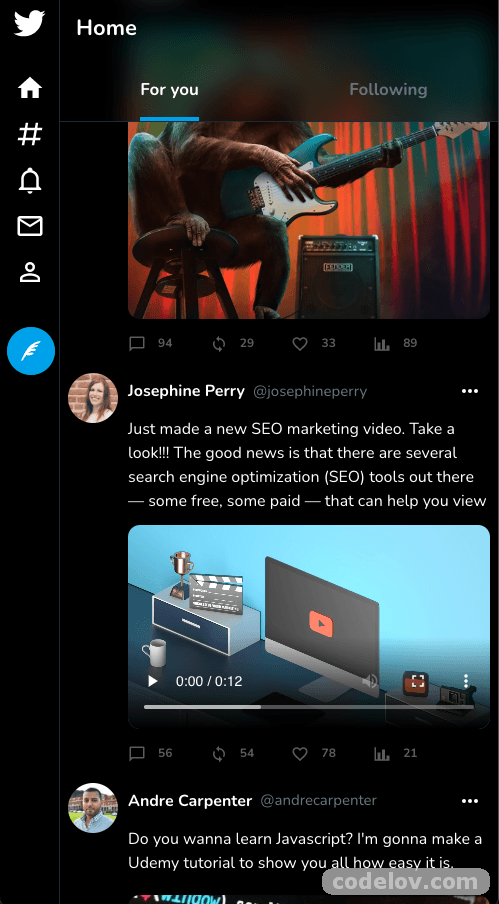 Home
For you
Following
94
29
33
89
Josephine Perry @josephineperry
Just made a new SEO marketing video. Take a
look!!! The good news is that there are several
search engine optimization (SEO) tools out there
— some free, some paid — that can help you view
0:00 / 0:12
56
54
78
21
Andre Carpenter @andrecarpenter
Do you wanna learn Javascript? I'm gonna make a
Udemy tutorial to show you all how easy it is.
codelov.com